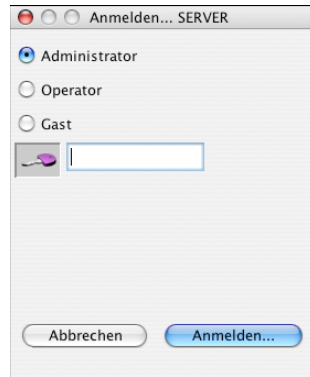 Anmelden... SERVER
Administrator
Operator
Gast
Abbrechen
Anmelden...